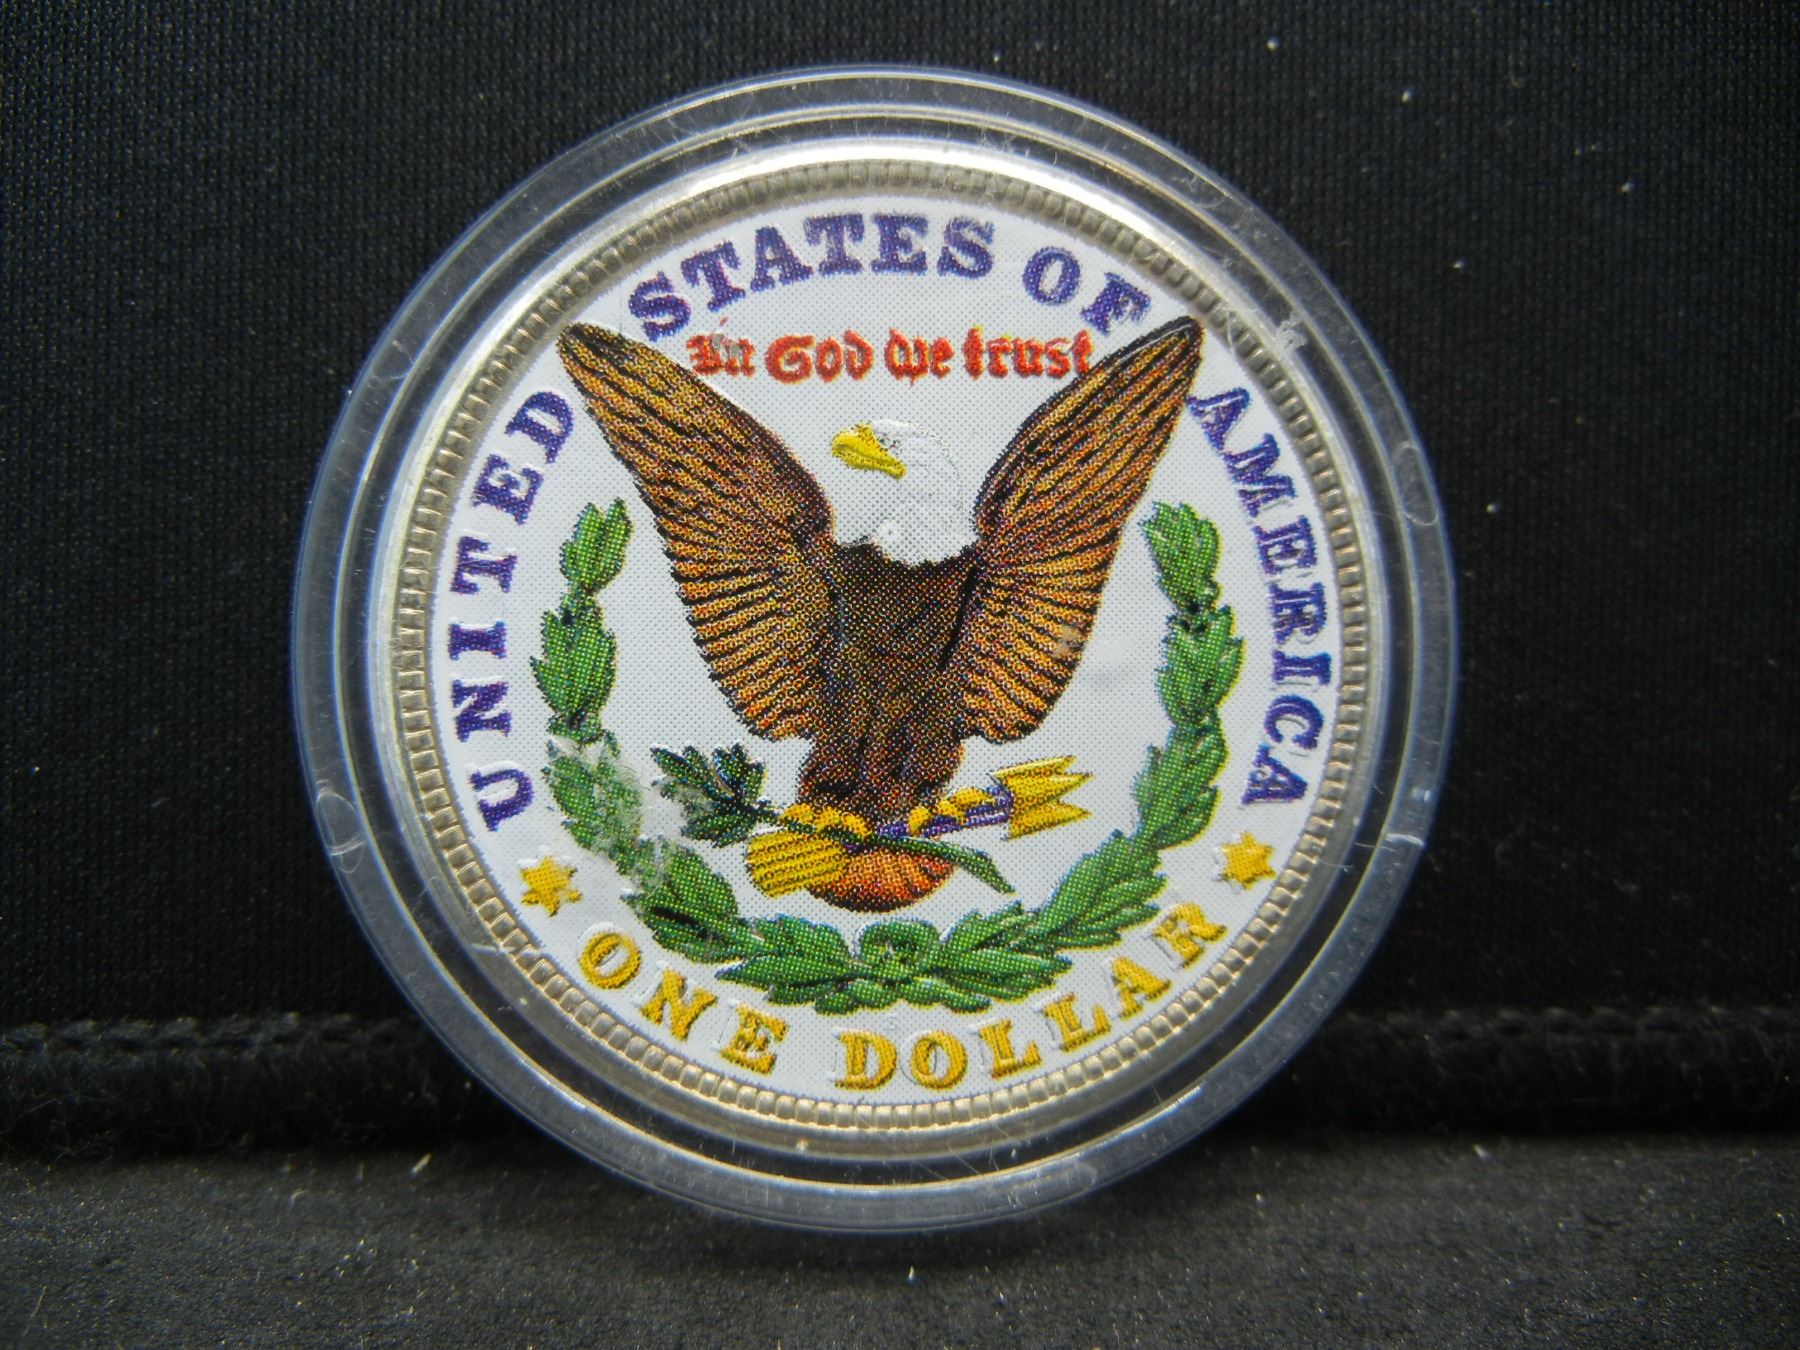 UNITED STATES OF AMERICA
In God we trust
ONE DOLLAR